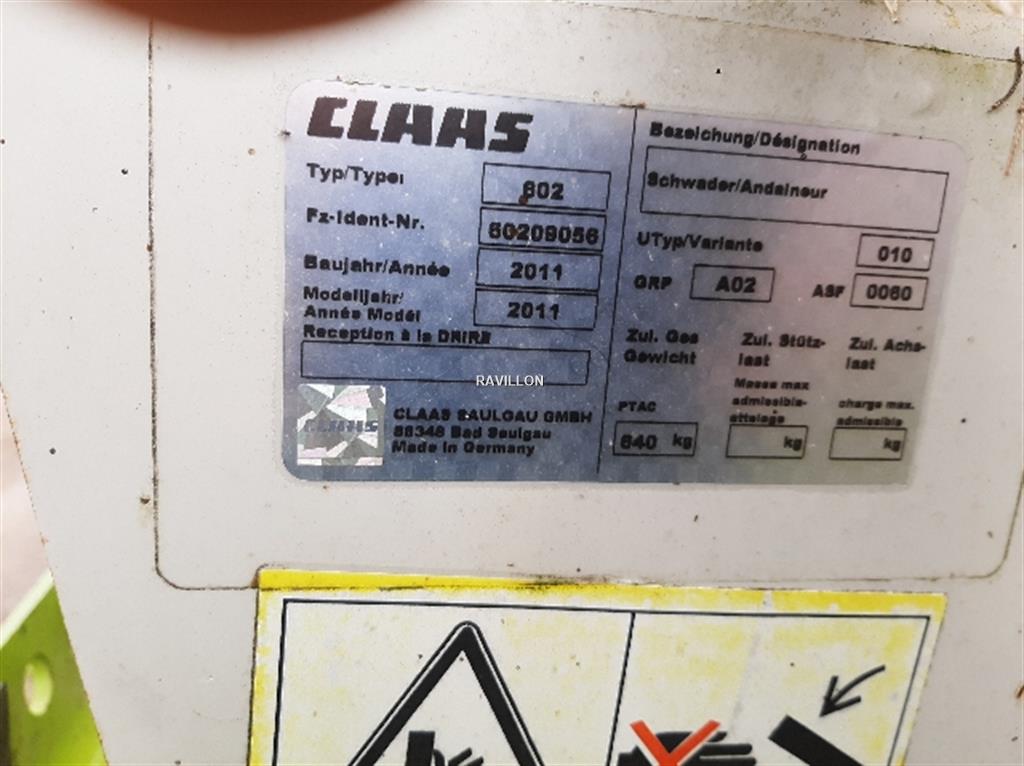 CLAAS
Typ/Type: 602
Fz-Ident-Nr. 60209056
Baujahr/Année 2011
Modelljahr/
Année Model 2011
Reception à la DRIRE
CLAAS
CLAAS SAULGAU GMBH
88348 Bad Saulgau
Made in Germany
Bezeichung/Désignation
Schwader/Andaineur
UTyp/Variante 010
GRP A02 ASF 0060
Zul. Ges Zul. Stütz- Zul. Achs-
Gewicht last last
Masse max
PTAC admissible- charge max.
attelage admissible
640 kg kg kg
RAVILLON